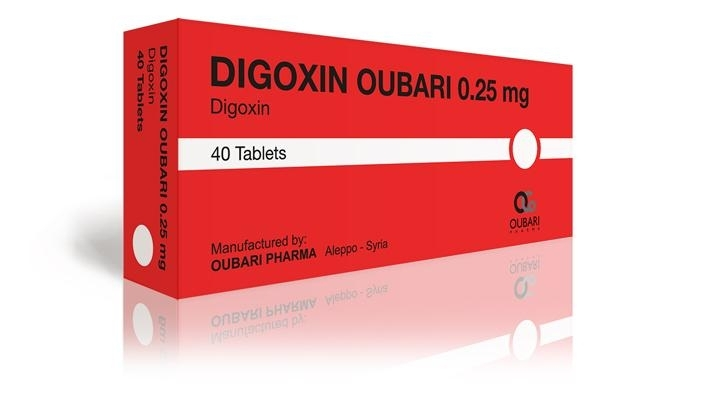 DIGOXIN OUBARI 0.25 mg
Digoxin
40 Tablets
DIGOXIN OUBARI 0.25 mg
Digoxin
40 Tablets
OUBARI
PHARMA
Manufactured by:
OUBARI PHARMA Aleppo - Syria